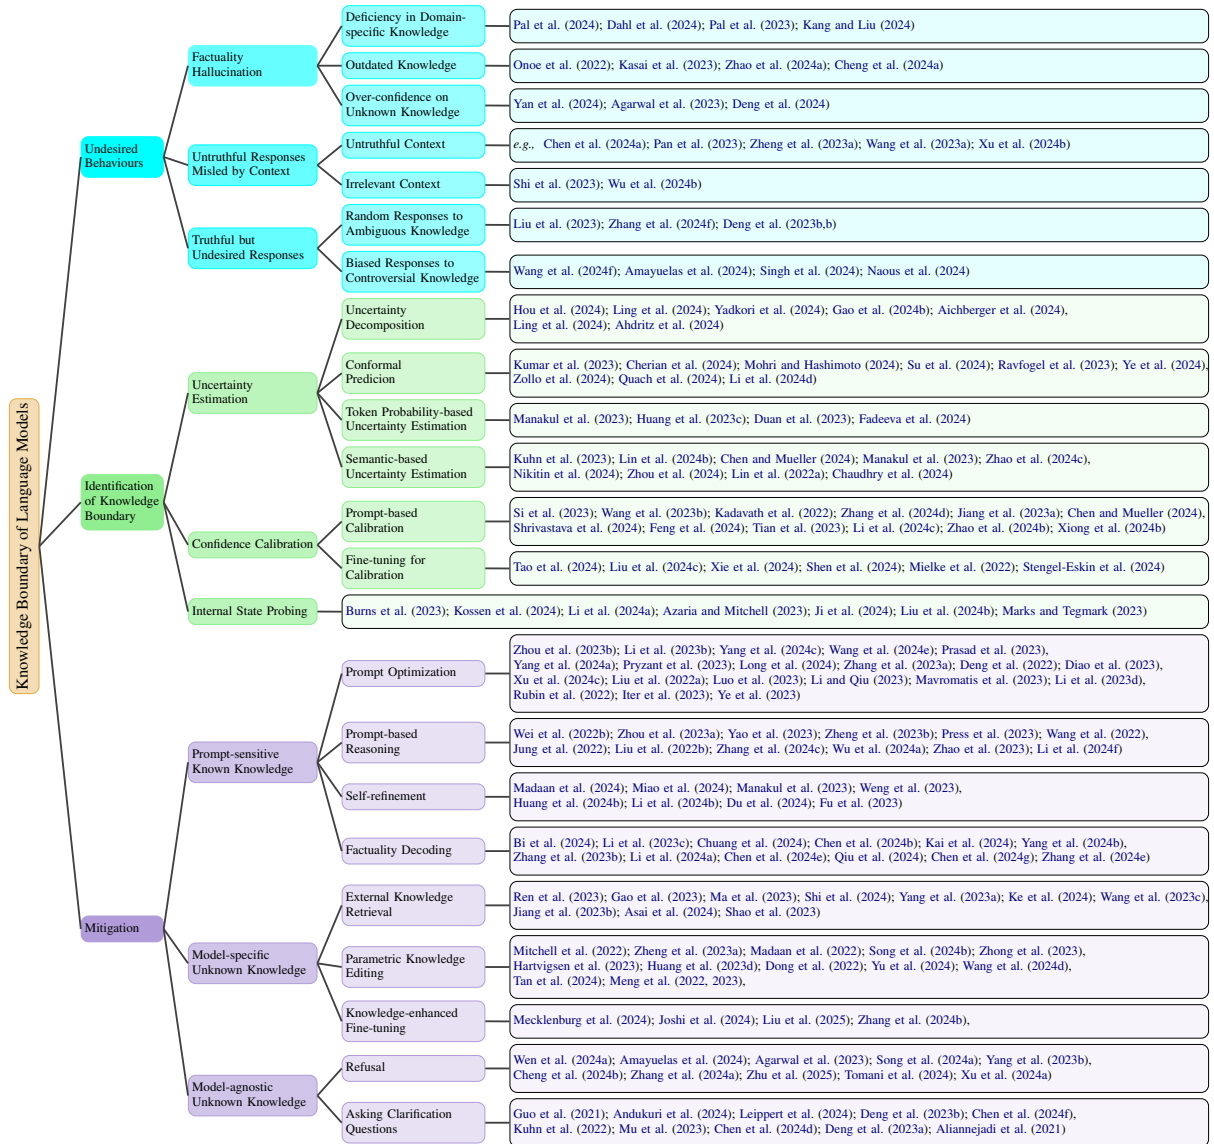 Knowledge Boundary of Language Models
Undesired
Behaviours
Factuality
Hallucination
Deficiency in Domain-
specific Knowledge
Pal et al. (2024); Dahl et al. (2024); Pal et al. (2023); Kang and Liu (2024)
Outdated Knowledge
Onoe et al. (2022); Kasai et al. (2023); Zhao et al. (2024a); Cheng et al. (2024a)
Over-confidence on
Unknown Knowledge
Yan et al. (2024); Agarwal et al. (2023); Deng et al. (2024)
Untruthful Responses
Misled by Context
Untruthful Context
e.g., Chen et al. (2024a); Pan et al. (2023); Zheng et al. (2023a); Wang et al. (2023a); Xu et al. (2024b)
Irrelevant Context
Shi et al. (2023); Wu et al. (2024b)
Truthful but
Undesired Responses
Random Responses to
Ambiguous Knowledge
Liu et al. (2023); Zhang et al. (2024f); Deng et al. (2023b,b)
Biased Responses to
Controversial Knowledge
Wang et al. (2024f); Amayuelas et al. (2024); Singh et al. (2024); Naous et al. (2024)
Identification
of Knowledge
Boundary
Uncertainty
Estimation
Uncertainty
Decomposition
Hou et al. (2024); Ling et al. (2024); Yadkori et al. (2024); Gao et al. (2024b); Aichberger et al. (2024),
Ling et al. (2024); Ahdritz et al. (2024)
Conformal
Predicion
Kumar et al. (2023); Cherian et al. (2024); Mohri and Hashimoto (2024); Su et al. (2024); Ravfogel et al. (2023); Ye et al. (2024),
Zollo et al. (2024); Quach et al. (2024); Li et al. (2024d)
Token Probability-based
Uncertainty Estimation
Manakul et al. (2023); Huang et al. (2023c); Duan et al. (2023); Fadeeva et al. (2024)
Semantic-based
Uncertainty Estimation
Kuhn et al. (2023); Lin et al. (2024b); Chen and Mueller (2024); Manakul et al. (2023); Zhao et al. (2024c),
Nikitin et al. (2024); Zhou et al. (2024); Lin et al. (2022a); Chaudhry et al. (2024)
Confidence Calibration
Prompt-based
Calibration
Si et al. (2023); Wang et al. (2023b); Kadavath et al. (2022); Zhang et al. (2024d); Jiang et al. (2023a); Chen and Mueller (2024),
Shrivastava et al. (2024); Feng et al. (2024); Tian et al. (2023); Li et al. (2024c); Zhao et al. (2024b); Xiong et al. (2024b)
Fine-tuning for
Calibration
Tao et al. (2024); Liu et al. (2024c); Xie et al. (2024); Shen et al. (2024); Mielke et al. (2022); Stengel-Eskin et al. (2024)
Internal State Probing
Burns et al. (2023); Kossen et al. (2024); Li et al. (2024a); Azaria and Mitchell (2023); Ji et al. (2024); Liu et al. (2024b); Marks and Tegmark (2023)
Mitigation
Prompt-sensitive
Known Knowledge
Prompt Optimization
Zhou et al. (2023b); Li et al. (2023b); Yang et al. (2024c); Wang et al. (2024e); Prasad et al. (2023),
Yang et al. (2024a); Pryzant et al. (2023); Long et al. (2024); Zhang et al. (2023a); Deng et al. (2022); Diao et al. (2023),
Xu et al. (2024c); Liu et al. (2022a); Luo et al. (2023); Li and Qiu (2023); Mavromatis et al. (2023); Li et al. (2023d),
Rubin et al. (2022); Iter et al. (2023); Ye et al. (2023)
Prompt-based
Reasoning
Wei et al. (2022b); Zhou et al. (2023a); Yao et al. (2023); Zheng et al. (2023b); Press et al. (2023); Wang et al. (2022),
Jung et al. (2022); Liu et al. (2022b); Zhang et al. (2024c); Wu et al. (2024a); Zhao et al. (2023); Li et al. (2024f)
Self-refinement
Madaan et al. (2024); Miao et al. (2024); Manakul et al. (2023); Weng et al. (2023),
Huang et al. (2024b); Li et al. (2024b); Du et al. (2024); Fu et al. (2023)
Factuality Decoding
Bi et al. (2024); Li et al. (2023c); Chuang et al. (2024); Chen et al. (2024b); Kai et al. (2024); Yang et al. (2024b),
Zhang et al. (2023b); Li et al. (2024a); Chen et al. (2024e); Qiu et al. (2024); Chen et al. (2024g); Zhang et al. (2024e)
Model-specific
Unknown Knowledge
External Knowledge
Retrieval
Ren et al. (2023); Gao et al. (2023); Ma et al. (2023); Shi et al. (2024); Yang et al. (2023a); Ke et al. (2024); Wang et al. (2023c),
Jiang et al. (2023b); Asai et al. (2024); Shao et al. (2023)
Parametric Knowledge
Editing
Mitchell et al. (2022); Zheng et al. (2023a); Madaan et al. (2022); Song et al. (2024b); Zhong et al. (2023),
Hartvigsen et al. (2023); Huang et al. (2023d); Dong et al. (2022); Yu et al. (2024); Wang et al. (2024d),
Tan et al. (2024); Meng et al. (2022, 2023),
Knowledge-enhanced
Fine-tuning
Mecklenburg et al. (2024); Joshi et al. (2024); Liu et al. (2025); Zhang et al. (2024b),
Model-agnostic
Unknown Knowledge
Refusal
Wen et al. (2024a); Amayuelas et al. (2024); Agarwal et al. (2023); Song et al. (2024a); Yang et al. (2023b),
Cheng et al. (2024b); Zhang et al. (2024a); Zhu et al. (2025); Tomani et al. (2024); Xu et al. (2024a)
Asking Clarification
Questions
Guo et al. (2021); Andukuri et al. (2024); Leippert et al. (2024); Deng et al. (2023b); Chen et al. (2024f),
Kuhn et al. (2022); Mu et al. (2023); Chen et al. (2024d); Deng et al. (2023a); Aliannejadi et al. (2021)